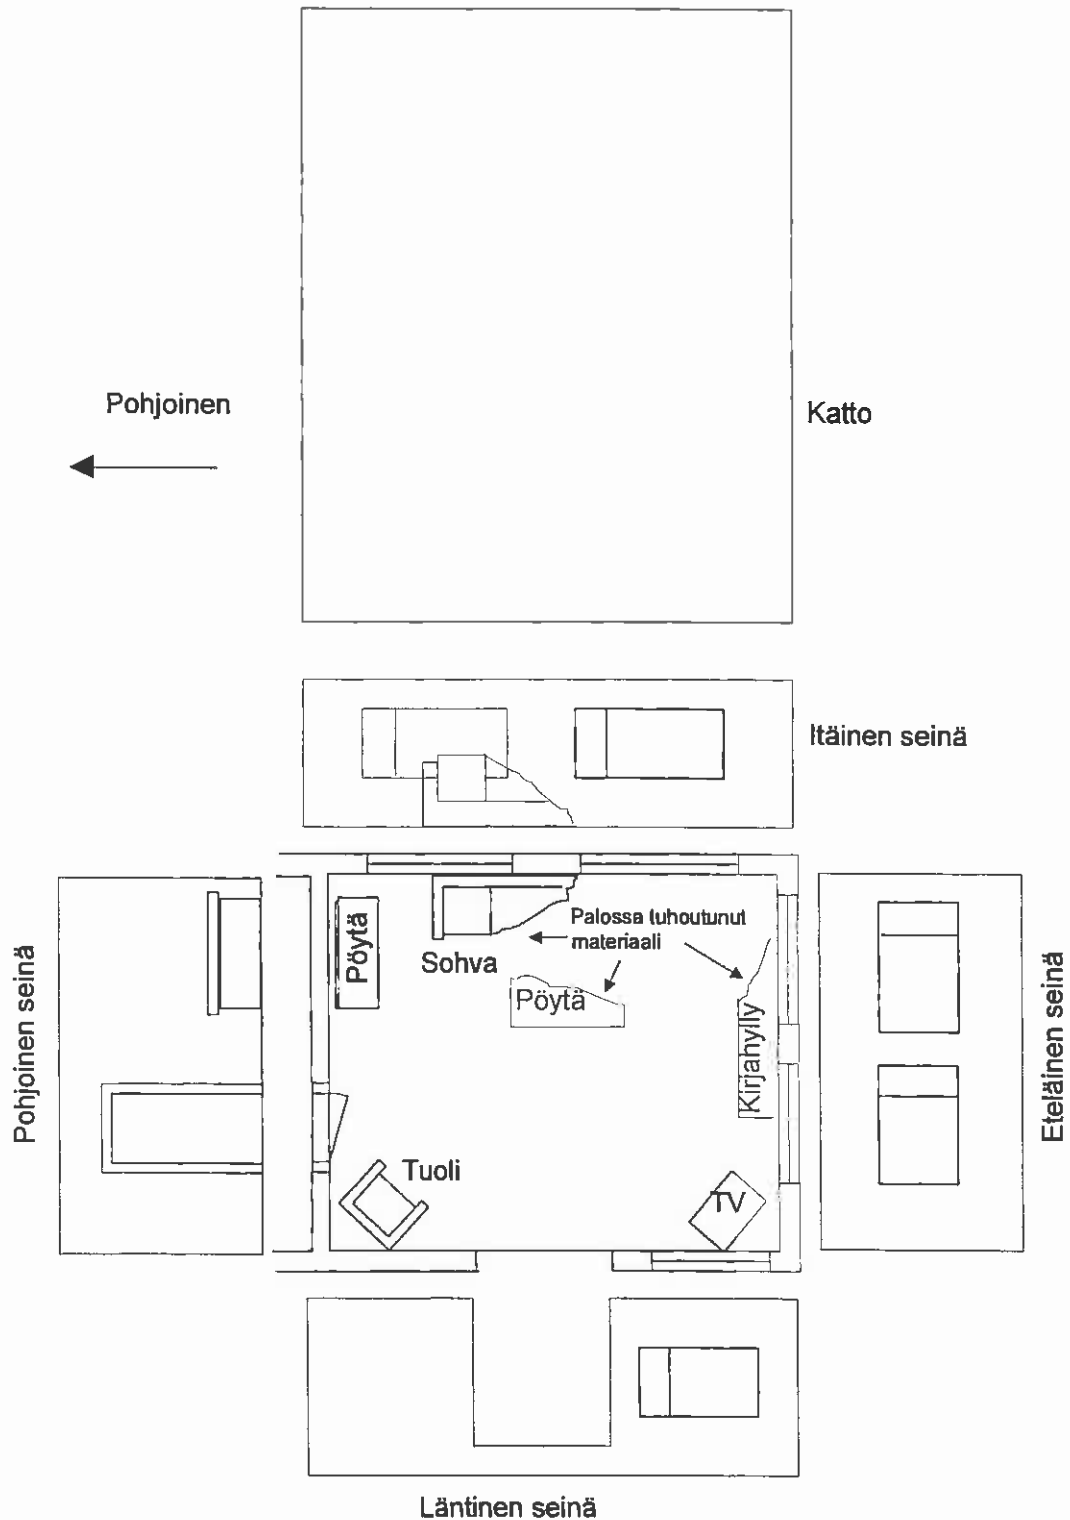 Pohjoinen
Katto
Itäinen seinä
Pohjoinen seinä
Pöytä
Sohva
Palossa tuhoutunut
materiaali
Pöytä
Kirjahylly
Eteläinen seinä
Tuoli
TV
Läntinen seinä